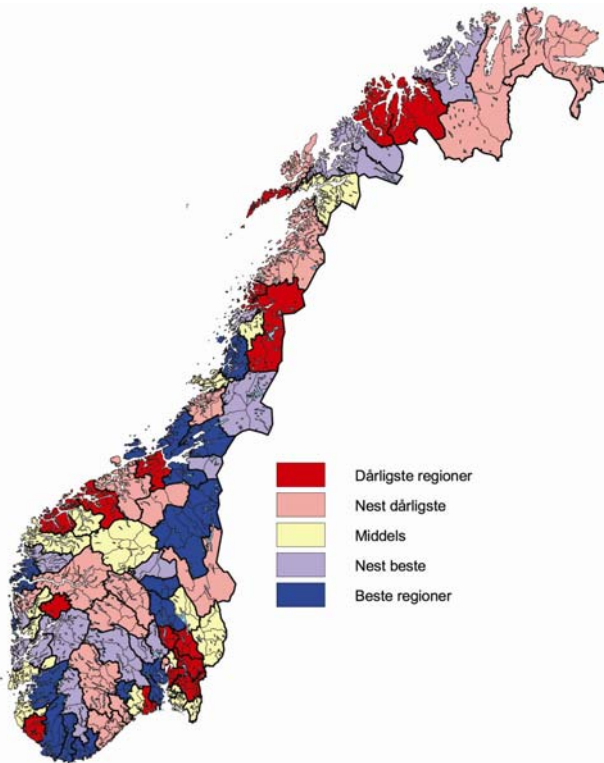 Dårligste regioner
Nest dårligste
Middels
Nest beste
Beste regioner